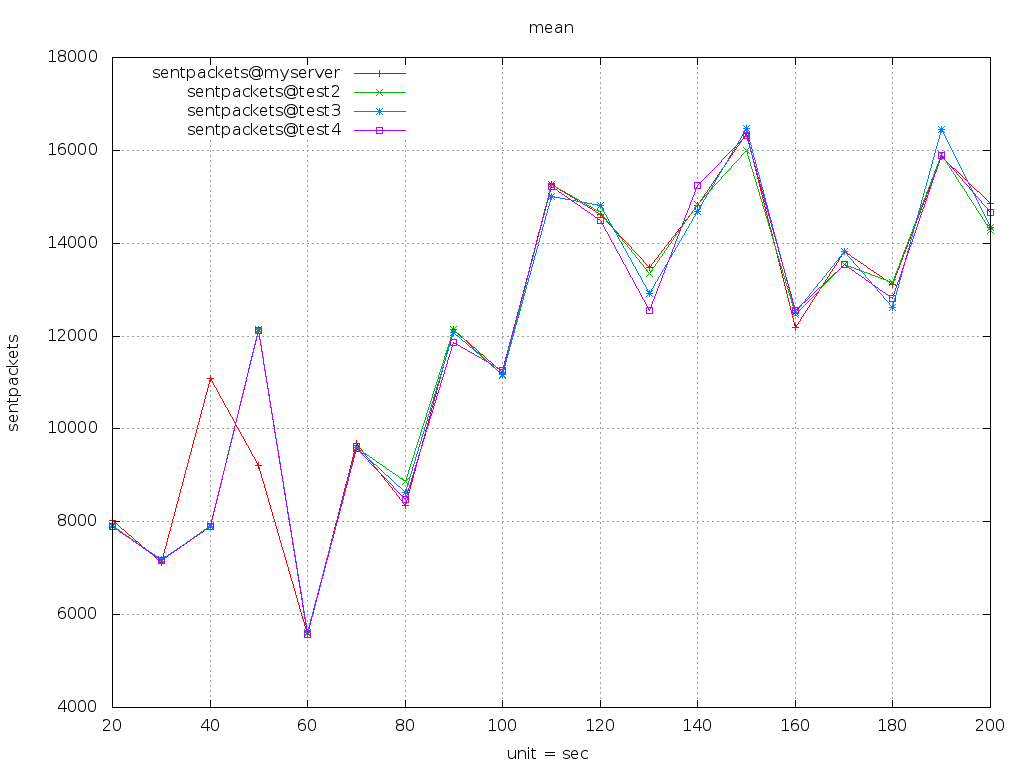 mean
18000
16000
14000
12000
10000
8000
6000
4000
sentpackets
sentpackets@myserver
sentpackets@test2
sentpackets@test3
sentpackets@test4
20 40 60 80 100 120 140 160 180 200
unit = sec